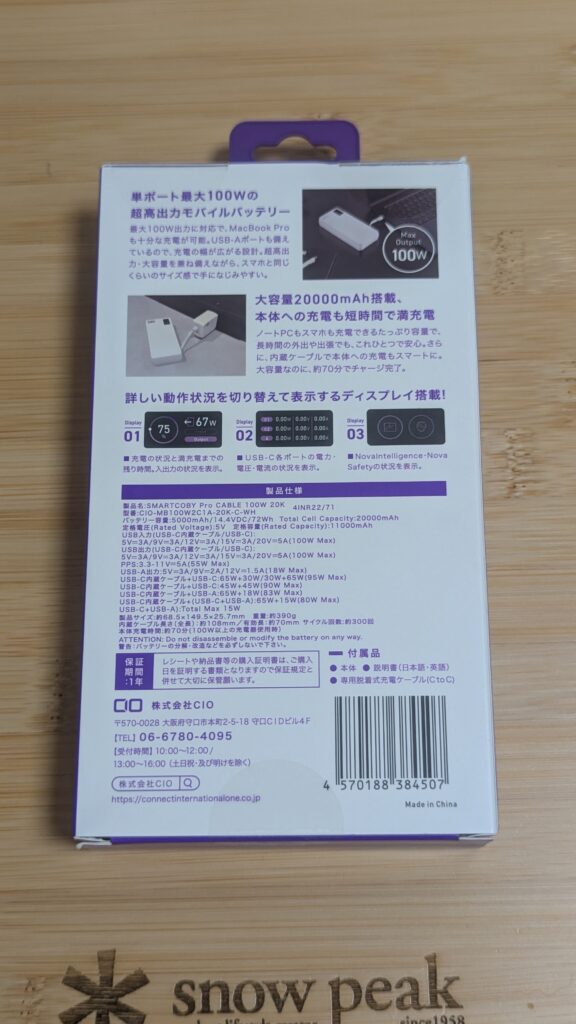 単ポート最大100Wの
超高出力モバイルバッテリー
最大100W出力に対応で、MacBook Pro
も十分な充電が可能。USB-Aポートも備え
ているので、充電の幅が広がる設計。超高出
力・大容量を兼ね備えながら、スマホと同じ
くらいのサイズ感で手になじみやすい。
Max
Output
100W
大容量20000mAh搭載、
本体への充電も短時間で満充電
ノートPCもスマホも充電できるたっぷり容量で、
長時間の外出や出張でも、これひとつで安心。さら
に、内蔵ケーブルで本体への充電もスマートに。
大容量なのに、約70分でチャージ完了。
詳しい動作状況を切り替えて表示するディスプレイ搭載!
Display
01
75
%
67w
Output
■ 充電の状況と満充電までの
残り時間。入出力の状況を表示。
Display
02
C1 0.00W 0.00V 0.00A
C2 0.00W 0.00V 0.00A
A 0.00W 0.00V 0.00A
■ USB-C各ポートの電力・
電圧・電流の状況を表示。
Display
03
■ NovaIntelligence・Nova
Safetyの状況を表示。
製品仕様
製品名:SMARTCOBY Pro CABLE 100W 20K 4INR22/71
型番:CIO-MB100W2C1A-20K-C-WH
バッテリー容量:5000mAh/14.4VDC/72Wh Total Cell Capacity:20000mAh
定格電圧(Rated Voltage):5V 定格容量(Rated Capacity):11000mAh
USB入力(USB-C内蔵ケーブル/USB-C):
5V=3A/9V=3A/12V=3A/15V=3A/20V=5A(100W Max)
USB出力(USB-C内蔵ケーブル/USB-C):
5V=3A/9V=3A/12V=3A/15V=3A/20V=5A(100W Max)
PPS:3.3-11V=5A(55W Max)
USB-A出力:5V=3A/9V=2A/12V=1.5A(18W Max)
USB-C内蔵ケーブル+USB-C:65W+30W/30W+65W(95W Max)
USB-C内蔵ケーブル+USB-C:45W+45W(90W Max)
USB-C内蔵ケーブル+USB-A:65W+18W(83W Max)
USB-C内蔵ケーブル+(USB-C+USB-A):65W+15W(80W Max)
USB-C+USB-A):Total Max 15W
製品サイズ:約68.5×149.5×25.7mm 重量:約390g
内蔵ケーブル長さ(全長):約108mm/有効長:約70mm サイクル回数:約300回
本体充電時間:約70分(100W以上の充電器使用時)
ATTENTION: Do not disassemble or modify the battery on any way.
警告:バッテリーの分解・改造などを必ずしないで下さい。
保証
期間
:1年
レシートや納品書等の購入証明書は、ご購入
日を証明する書類となりますので保証規定と
併せて大切に保管願います。
付属品
● 本体 ● 説明書(日本語・英語)
● 専用脱着式充電ケーブル(CtoC)
CIO 株式会社CIO
〒570-0028 大阪府守口市本町2-5-18 守口CIDビル4F
【TEL】 06-6780-4095
【受付時間】 10:00~12:00/
13:00~16:00 (土日祝・及び明けを除く)
株式会社CIO
https://connectinternationalone.co.jp
4 570188 384507
Made in China
snow peak
since1958